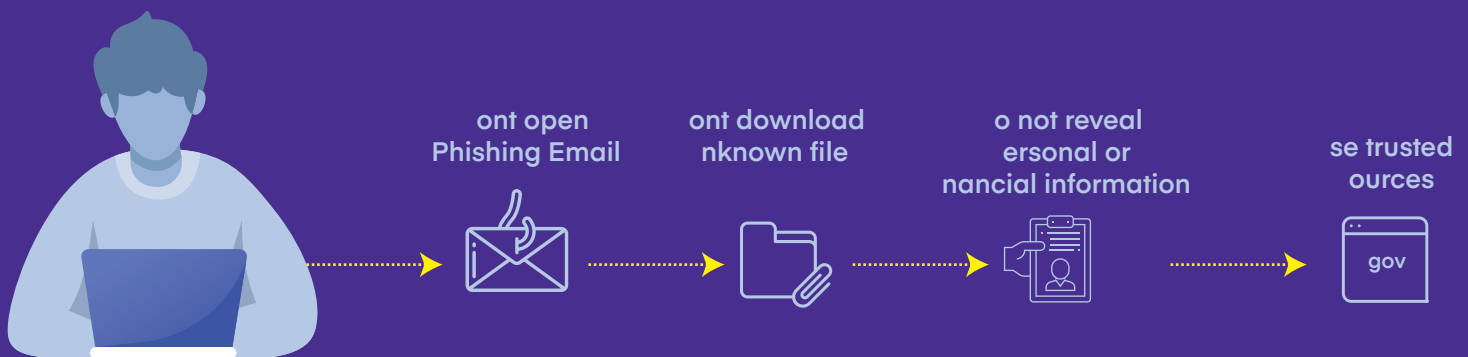 ont open
Phishing Email
ont download
nknown file
o not reveal
ersonal or
nancial information
se trusted
ources
gov